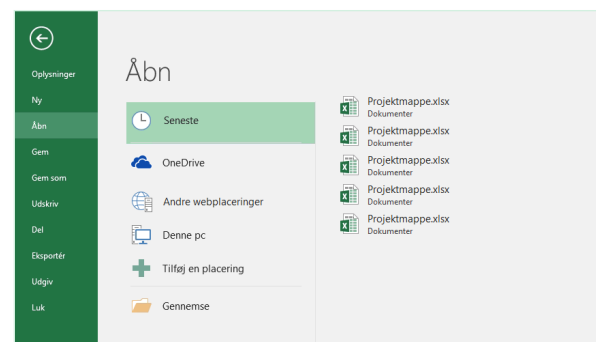 Oplysninger
Ny
Åbn
Gem
Gem som
Udskriv
Del
Eksportér
Udgiv
Luk
Åbn
Seneste
OneDrive
Andre webplaceringer
Denne pc
Tilføj en placering
Gennemse
Projektmappe.xlsx
Dokumenter
Projektmappe.xlsx
Dokumenter
Projektmappe.xlsx
Dokumenter
Projektmappe.xlsx
Dokumenter
Projektmappe.xlsx
Dokumenter